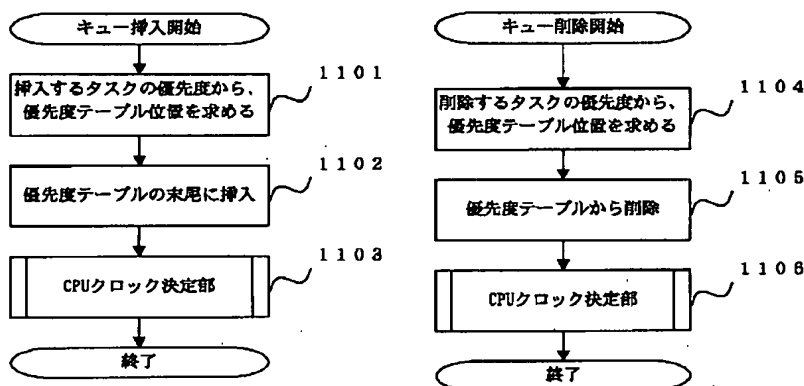 キュー挿入開始
1101
挿入するタスクの優先度から、
優先度テーブル位置を求める
1102
優先度テーブルの末尾に挿入
1103
CPUクロック決定部
終了
キュー削除開始
1104
削除するタスクの優先度から、
優先度テーブル位置を求める
1105
優先度テーブルから削除
1106
CPUクロック決定部
終了